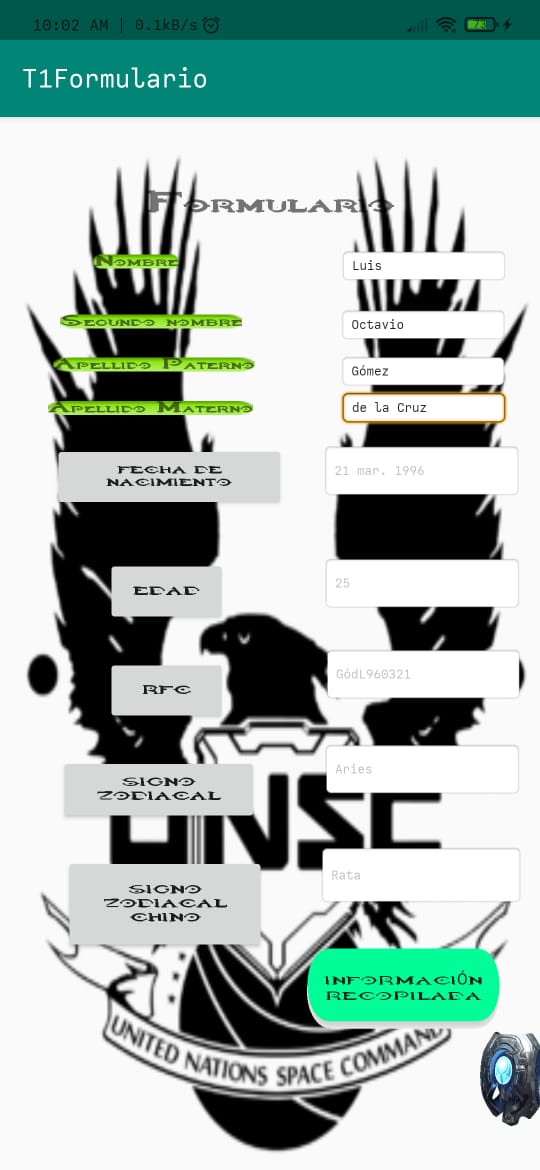 10:02 AM | 0.1kB/s
73
T1Formulario
Formulario
Nombre
Luis
Segundo nombre
Octavio
Apellido Paterno
Gómez
Apellido Materno
de la Cruz
FECHA DE
NACIMIENTO
21 mar. 1996
EDAD
25
RFC
GódL960321
SIGNO
ZODIACAL
Aries
UNSC
SIGNO
ZODIACAL
CHINO
Rata
INFORMACIÓN
RECOPILADA
UNITED NATIONS SPACE COMMAND